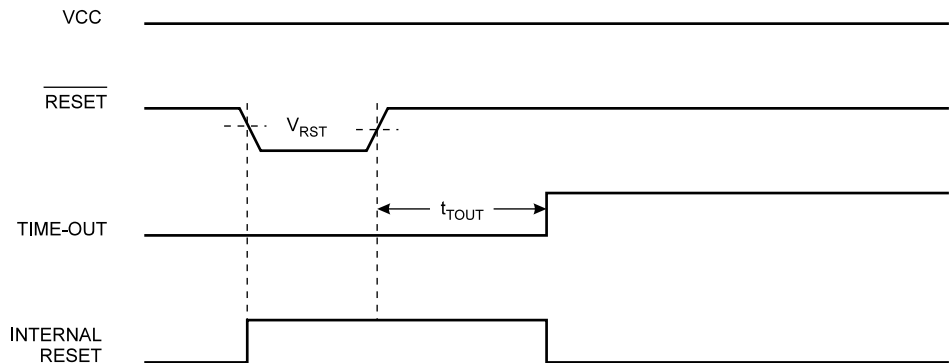 VCC
RESET
V_RST
t_TOUT
TIME-OUT
INTERNAL
RESET